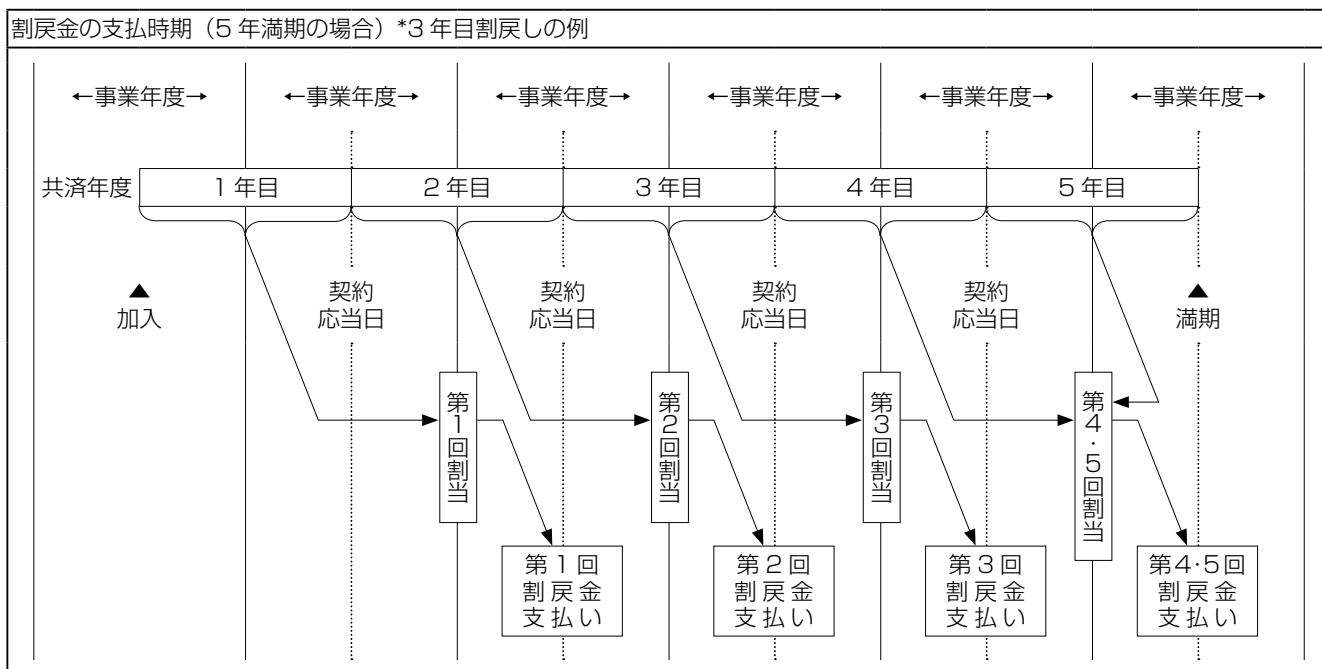 割戻金の支払時期（5 年満期の場合）*3 年目割戻しの例
←事業年度→ ←事業年度→ ←事業年度→ ←事業年度→ ←事業年度→ ←事業年度→
共済年度 1 年目 2 年目 3 年目 4 年目 5 年目
▲ 契約 契約 契約 契約 ▲
加入 応当日 応当日 応当日 応当日 満期
第1回割当
第2回割当
第3回割当
第4・5回割当
第１回
割戻金
支払い
第２回
割戻金
支払い
第３回
割戻金
支払い
第4・5回
割戻金
支払い